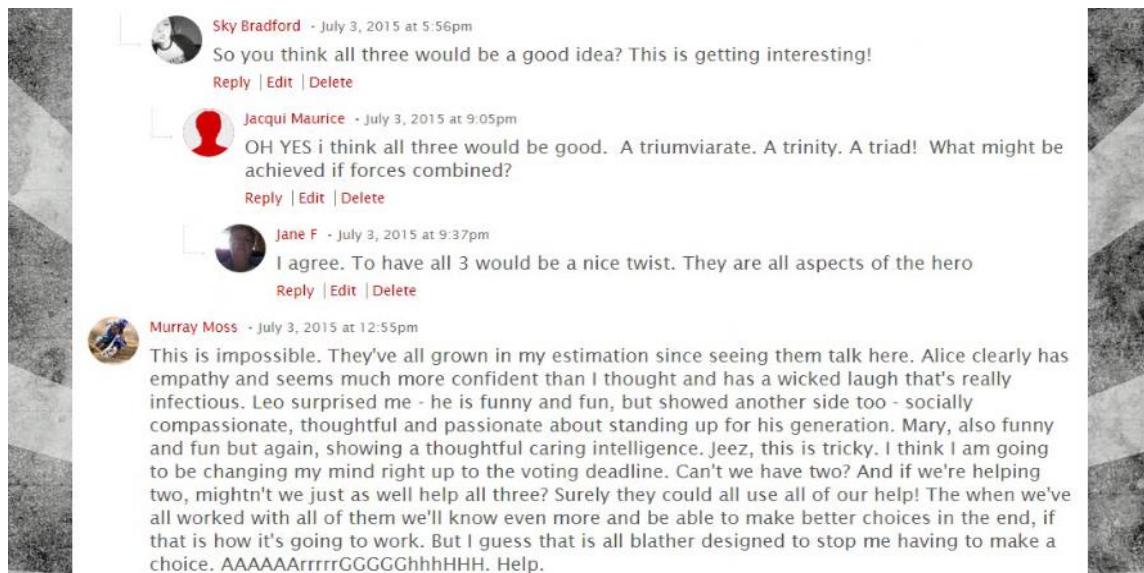 Sky Bradford - July 3, 2015 at 5:56pm
So you think all three would be a good idea? This is getting interesting!
Reply | Edit | Delete
Jacqui Maurice - July 3, 2015 at 9:05pm
OH YES i think all three would be good.  A triumviarate. A trinity. A triad!  What might be
achieved if forces combined?
Reply | Edit | Delete
Jane F - July 3, 2015 at 9:37pm
I agree. To have all 3 would be a nice twist. They are all aspects of the hero
Reply | Edit | Delete
Murray Moss - July 3, 2015 at 12:55pm
This is impossible. They've all grown in my estimation since seeing them talk here. Alice clearly has
empathy and seems much more confident than I thought and has a wicked laugh that's really
infectious. Leo surprised me - he is funny and fun, but showed another side too - socially
compassionate, thoughtful and passionate about standing up for his generation. Mary, also funny
and fun but again, showing a thoughtful caring intelligence. Jeez, this is tricky. I think I am going
to be changing my mind right up to the voting deadline. Can't we have two? And if we're helping
two, mightn't we just as well help all three? Surely they could all use all of our help! The when we've
all worked with all of them we'll know even more and be able to make better choices in the end, if
that is how it's going to work. But I guess that is all blather designed to stop me having to make a
choice. AAAAAArrrrrGGGGGhhhHHH. Help.